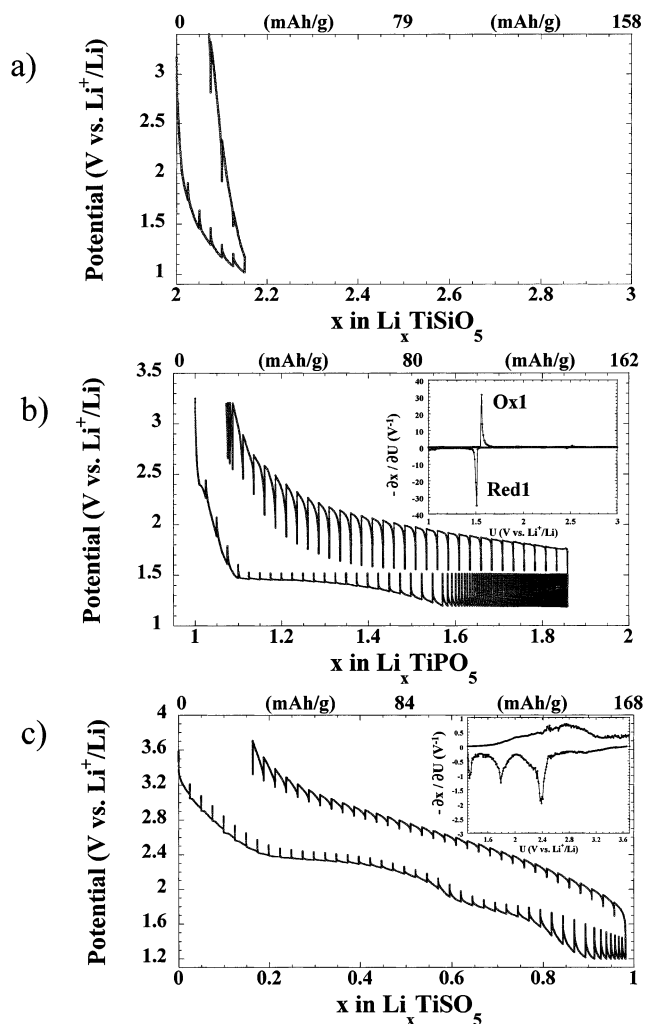 0 (mAh/g) 79 (mAh/g) 158
a)
Potential (V vs. Li+/Li)
3
2.5
2
1.5
1
2 2.2 2.4 2.6 2.8 3
x in LixTiSiO5
0 (mAh/g) 80 (mAh/g) 162
b)
Potential (V vs. Li+/Li)
3.5
3
2.5
2
1.5
1
1 1.2 1.4 1.6 1.8 2
x in LixTiPO5
- ∂x / ∂U (V-1)
40
30
20
10
0
-10
-20
-30
-40
Ox1
Red1
1 1.5 2 2.5 3
U (V vs. Li+/Li)
0 (mAh/g) 84 (mAh/g) 168
c)
Potential (V vs. Li+/Li)
4
3.6
3.2
2.8
2.4
2
1.6
1.2
0 0.2 0.4 0.6 0.8 1
x in LixTiSO5
- ∂x / ∂U (V-1)
1
0.5
0
-0.5
-1
-1.5
-2
-2.5
-3
1.6 2 2.4 2.8 3.2 3.6
U (V vs. Li+/Li)